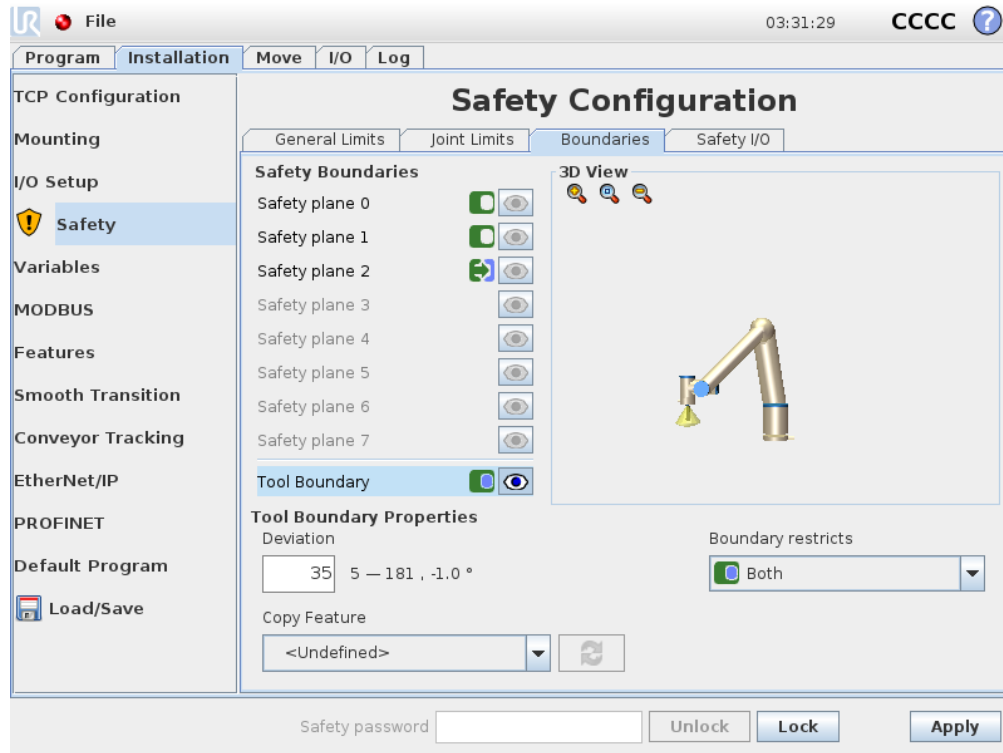 UR File 03:31:29 CCCC ?
Program Installation Move I/O Log
TCP Configuration
Mounting
I/O Setup
Safety
Variables
MODBUS
Features
Smooth Transition
Conveyor Tracking
EtherNet/IP
PROFINET
Default Program
Load/Save
Safety Configuration
General Limits Joint Limits Boundaries Safety I/O
Safety Boundaries
Safety plane 0
Safety plane 1
Safety plane 2
Safety plane 3
Safety plane 4
Safety plane 5
Safety plane 6
Safety plane 7
Tool Boundary
3D View
Tool Boundary Properties
Deviation
35 5 — 181 , -1.0 °
Boundary restricts
Both
Copy Feature
<Undefined>
Safety password Unlock Lock Apply